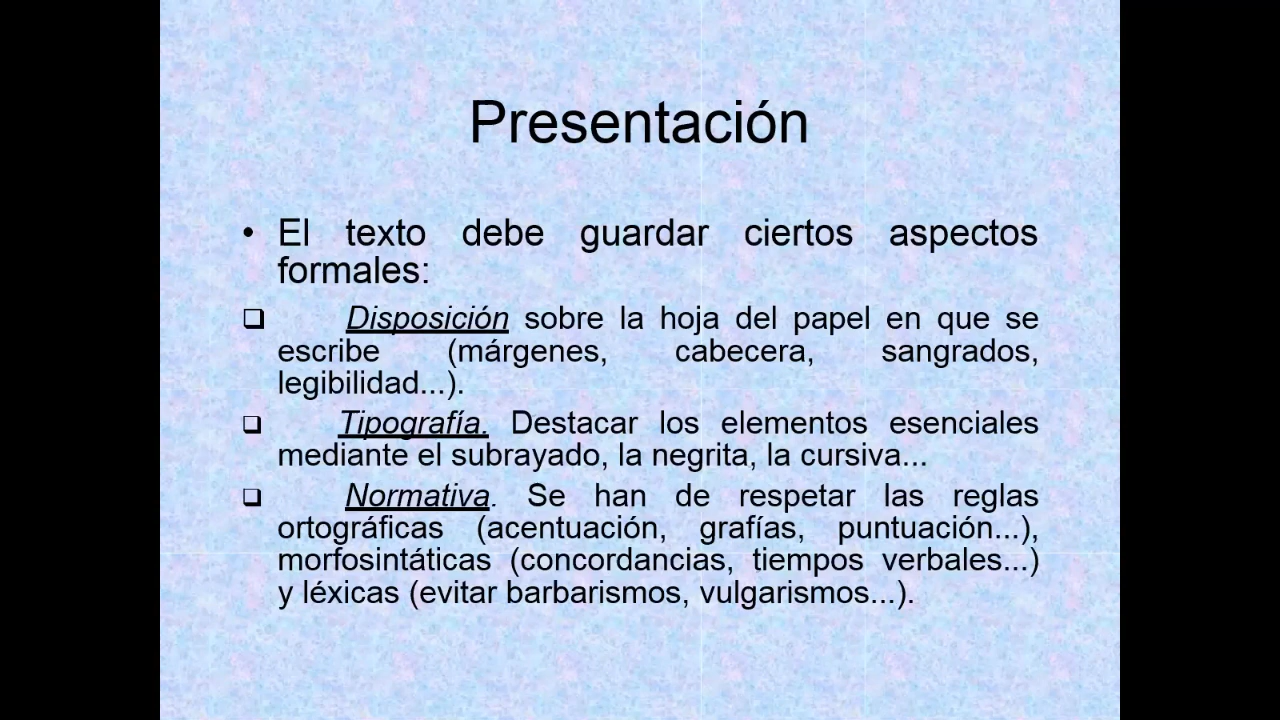 Presentación
• El texto debe guardar ciertos aspectos
formales:
❑ Disposición sobre la hoja del papel en que se
escribe (márgenes, cabecera, sangrados,
legibilidad...).
❑ Tipografía. Destacar los elementos esenciales
mediante el subrayado, la negrita, la cursiva...
❑ Normativa. Se han de respetar las reglas
ortográficas (acentuación, grafías, puntuación...),
morfosintáticas (concordancias, tiempos verbales...)
y léxicas (evitar barbarismos, vulgarismos...).